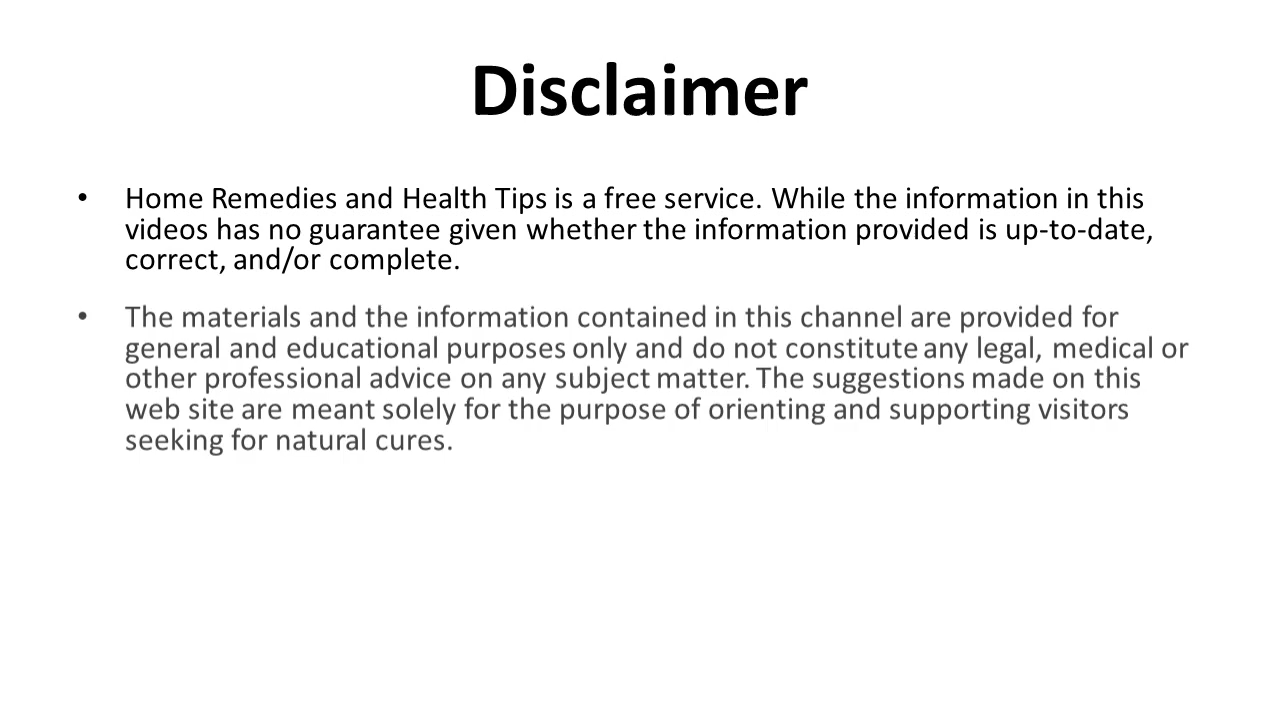 Disclaimer
• Home Remedies and Health Tips is a free service. While the information in this
videos has no guarantee given whether the information provided is up-to-date,
correct, and/or complete.
• The materials and the information contained in this channel are provided for
general and educational purposes only and do not constitute any legal, medical or
other professional advice on any subject matter. The suggestions made on this
web site are meant solely for the purpose of orienting and supporting visitors
seeking for natural cures.